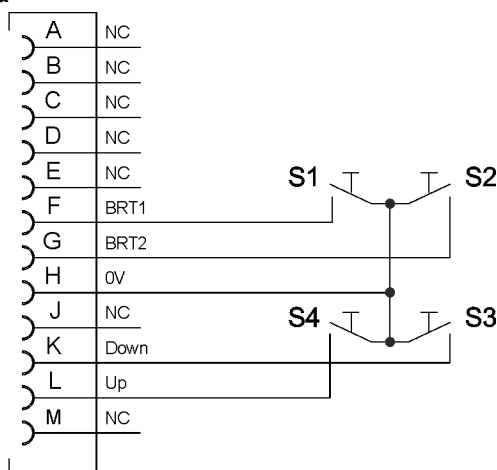 A NC
B NC
C NC
D NC
E NC
S1 S2
F BRT1
G BRT2
H 0V
J NC
S4 S3
K Down
L Up
M NC